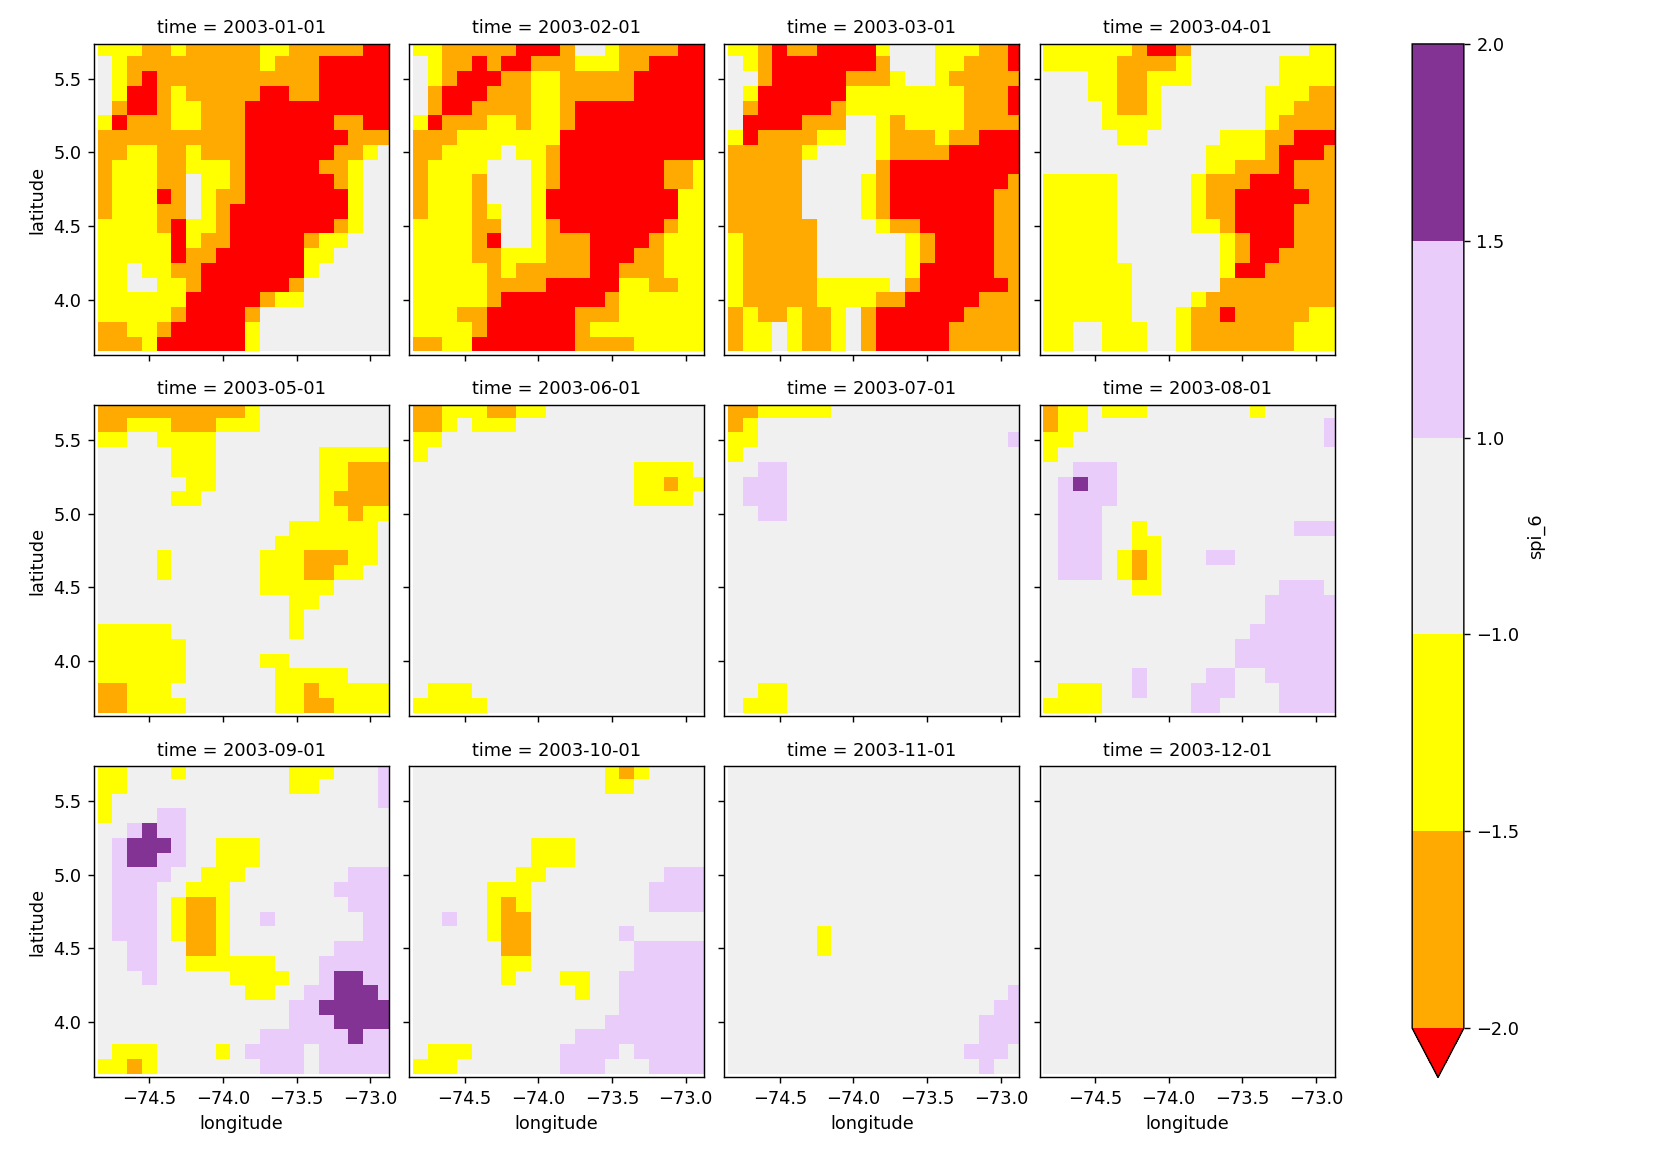 time = 2003-01-01
time = 2003-02-01
time = 2003-03-01
time = 2003-04-01
2.0
5.5
5.0
4.5
4.0
latitude
1.5
1.0
time = 2003-05-01
time = 2003-06-01
time = 2003-07-01
time = 2003-08-01
5.5
5.0
4.5
4.0
latitude
spi_6
−1.0
time = 2003-09-01
time = 2003-10-01
time = 2003-11-01
time = 2003-12-01
5.5
5.0
4.5
4.0
latitude
−1.5
−2.0
−74.5 −74.0 −73.5 −73.0
−74.5 −74.0 −73.5 −73.0
−74.5 −74.0 −73.5 −73.0
−74.5 −74.0 −73.5 −73.0
longitude
longitude
longitude
longitude